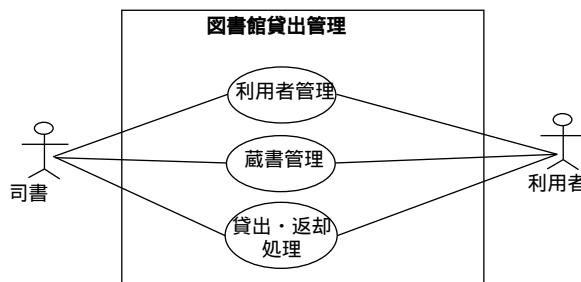 図書館貸出管理
利用者管理
蔵書管理
貸出・返却
処理
司書
利用者